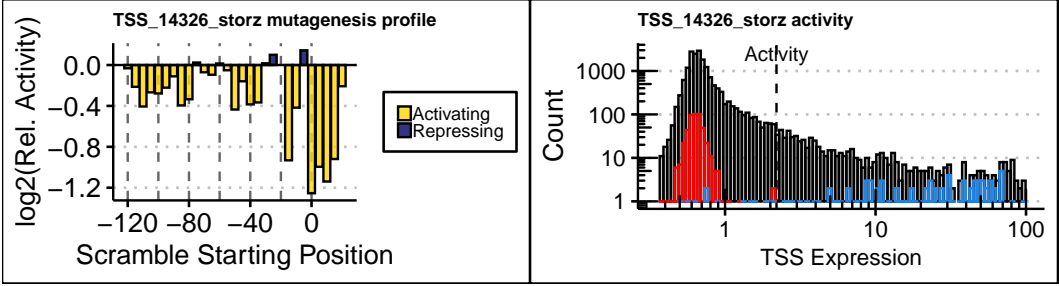 TSS_14326_storz mutagenesis profile
log2(Rel. Activity)
0.0
−0.4
−0.8
−1.2
−120
−80
−40
0
Scramble Starting Position
Activating
Repressing
TSS_14326_storz activity
Activity
Count
1000
100
10
1
1
10
100
TSS Expression